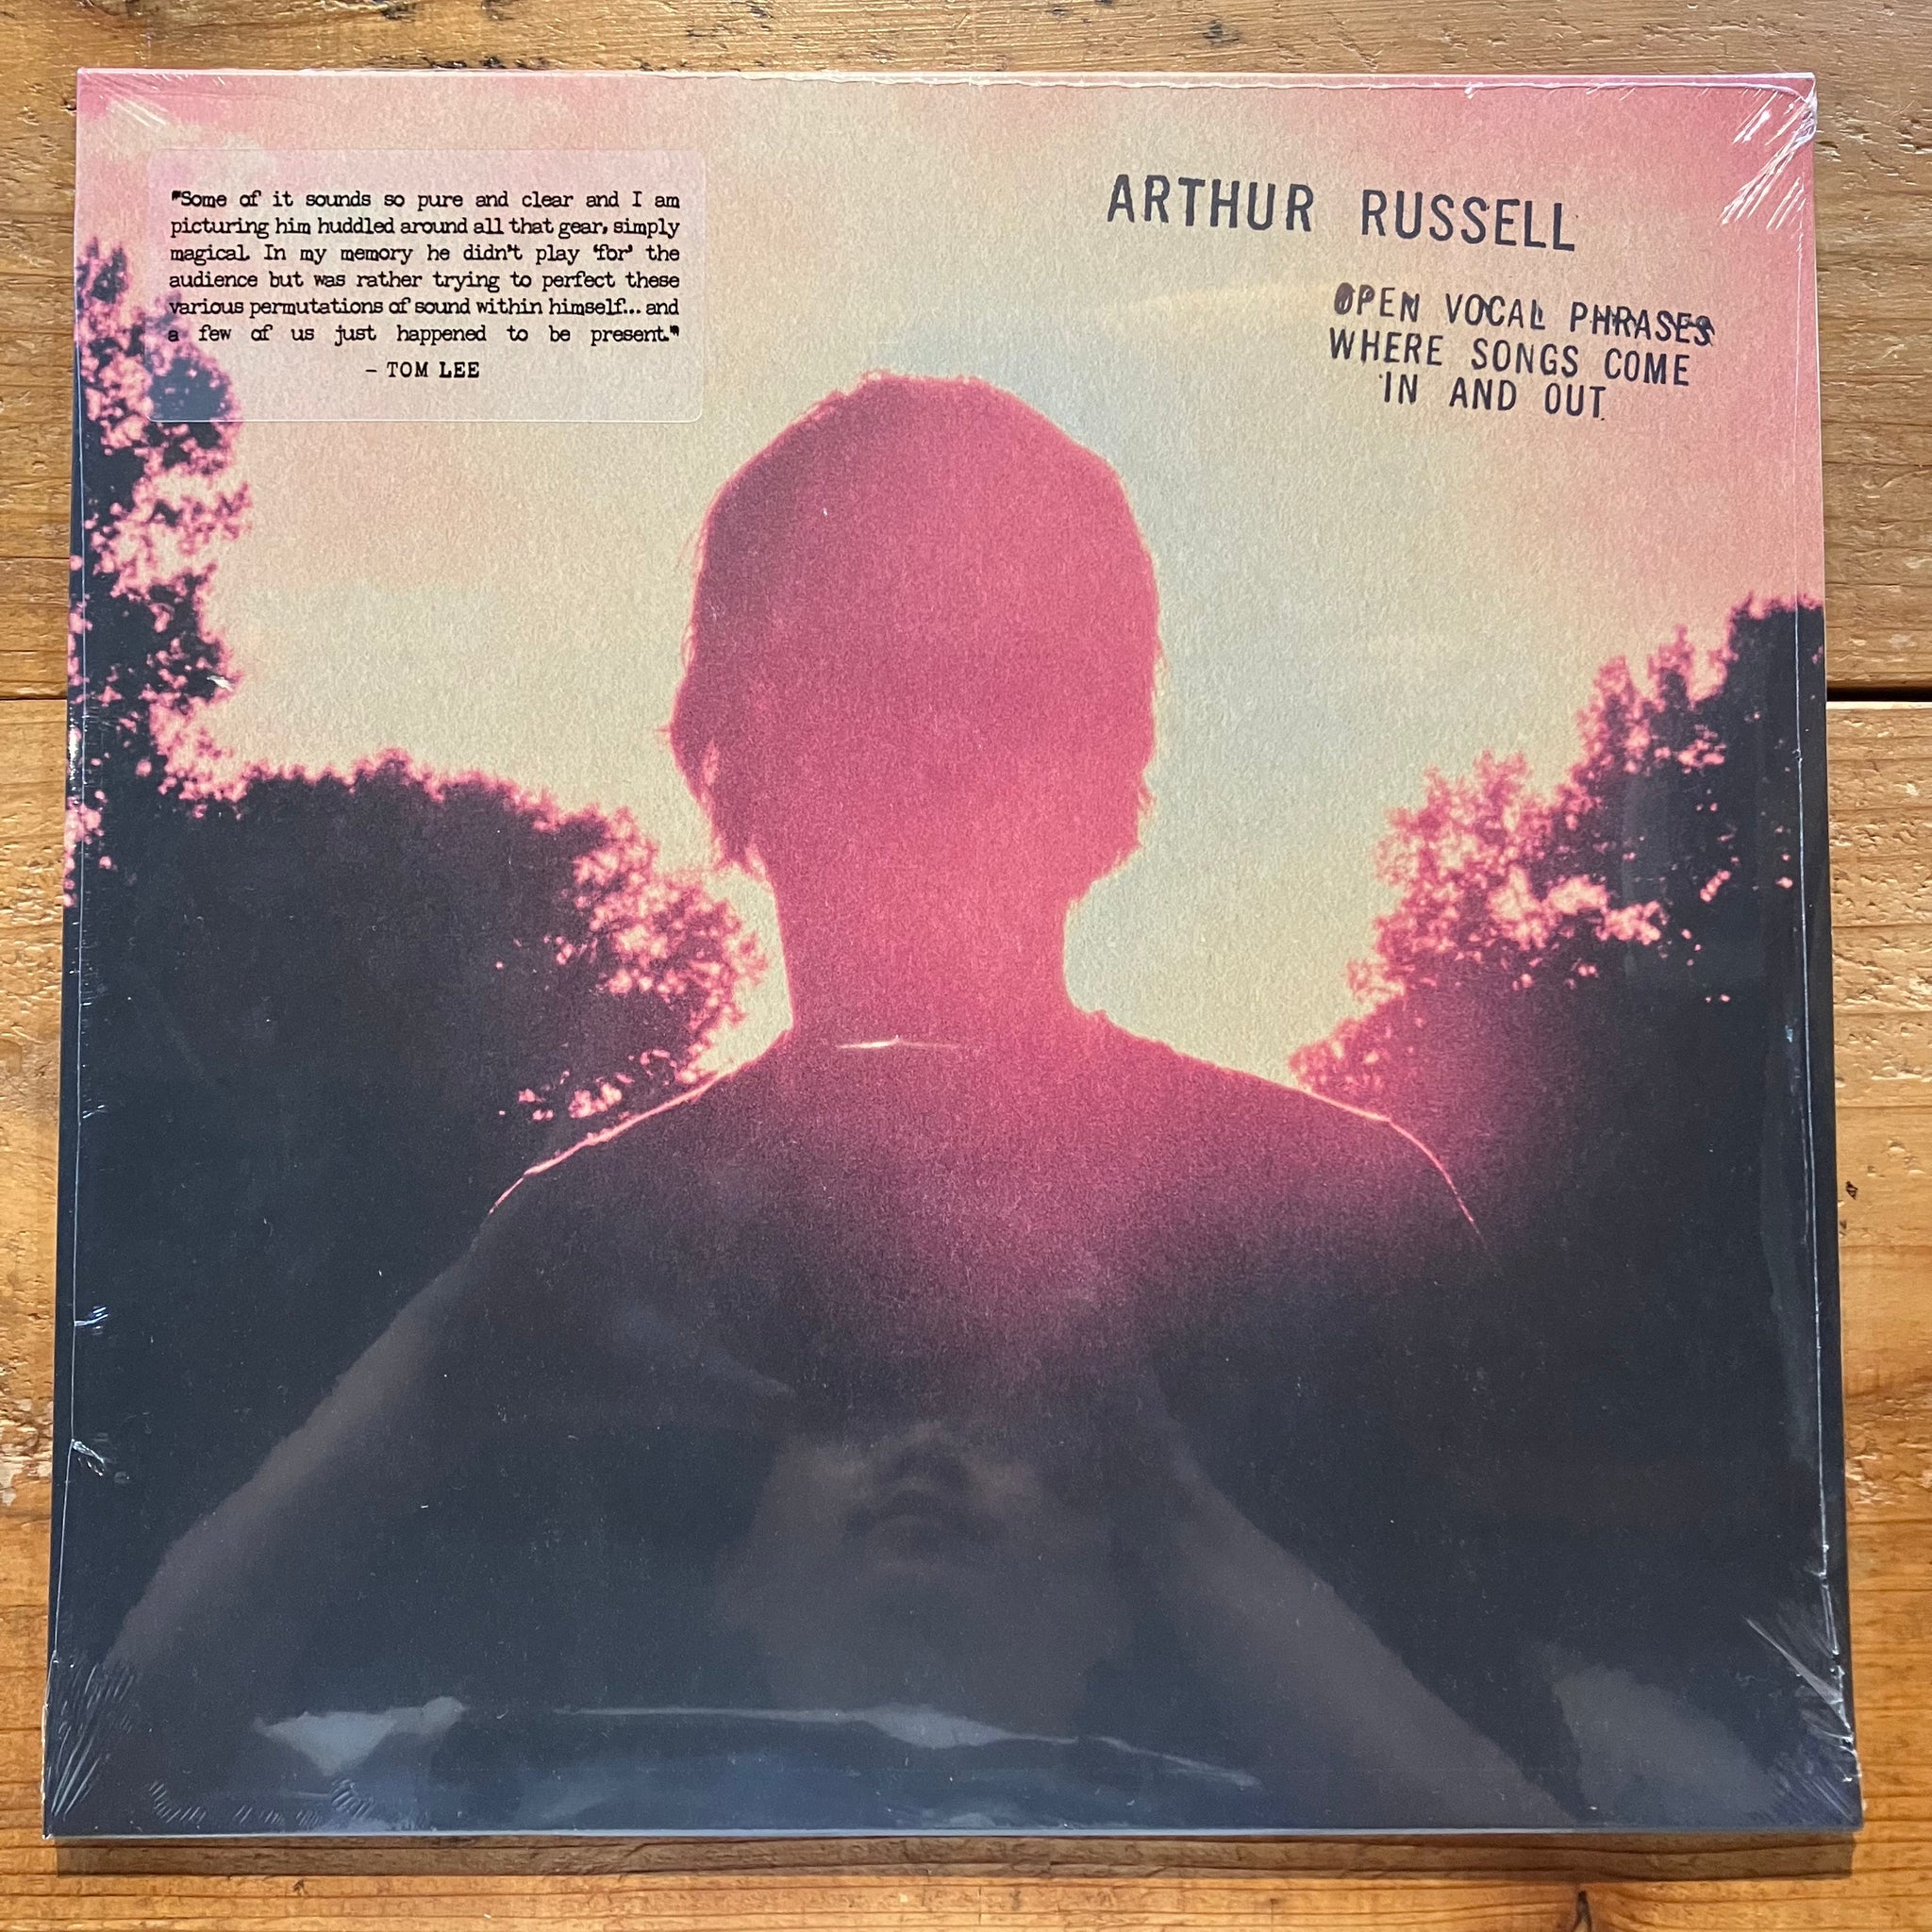 "Some of it sounds so pure and clear and I am
picturing him huddled around all that gear, simply
magical. In my memory he didn't play 'for' the
audience but was rather trying to perfect these
various permutations of sound within himself... and
a few of us just happened to be present."
– TOM LEE
ARTHUR RUSSELL
OPEN VOCAL PHRASES
WHERE SONGS COME
IN AND OUT